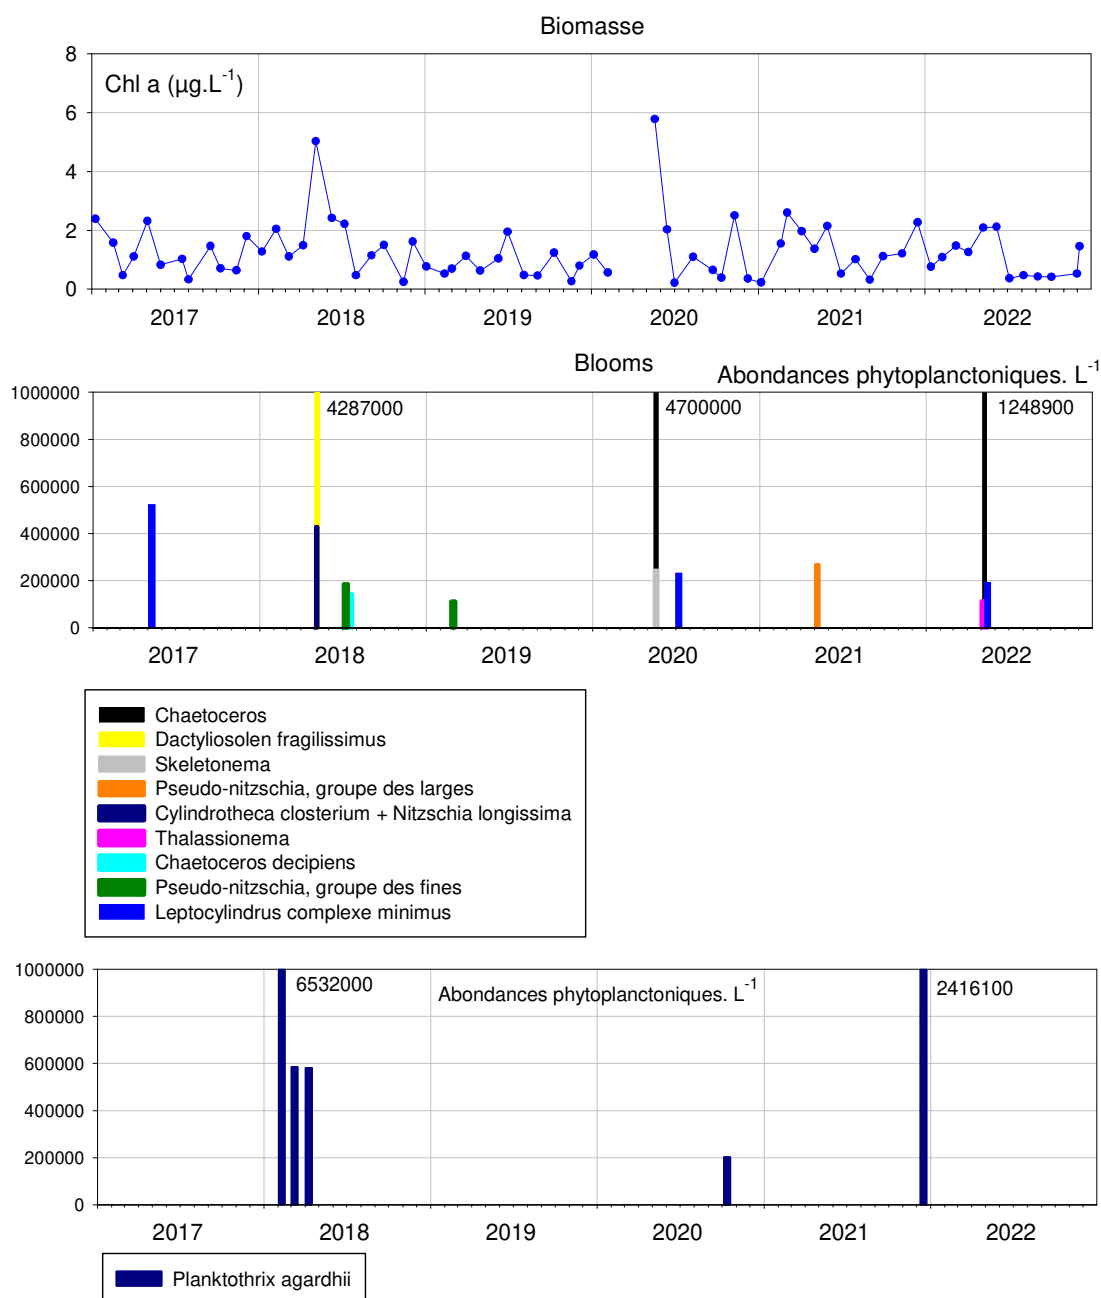 Biomasse
Chl a (µg.L-1)
8
6
4
2
0
2017 2018 2019 2020 2021 2022
Blooms
Abondances phytoplanctoniques. L-1
1000000
800000
600000
400000
200000
0
4287000 4700000 1248900
2017 2018 2019 2020 2021 2022
Chaetoceros
Dactyliosolen fragilissimus
Skeletonema
Pseudo-nitzschia, groupe des larges
Cylindrotheca closterium + Nitzschia longissima
Thalassionema
Chaetoceros decipiens
Pseudo-nitzschia, groupe des fines
Leptocylindrus complexe minimus
1000000
800000
600000
400000
200000
0
6532000 Abondances phytoplanctoniques. L-1 2416100
2017 2018 2019 2020 2021 2022
Planktothrix agardhii